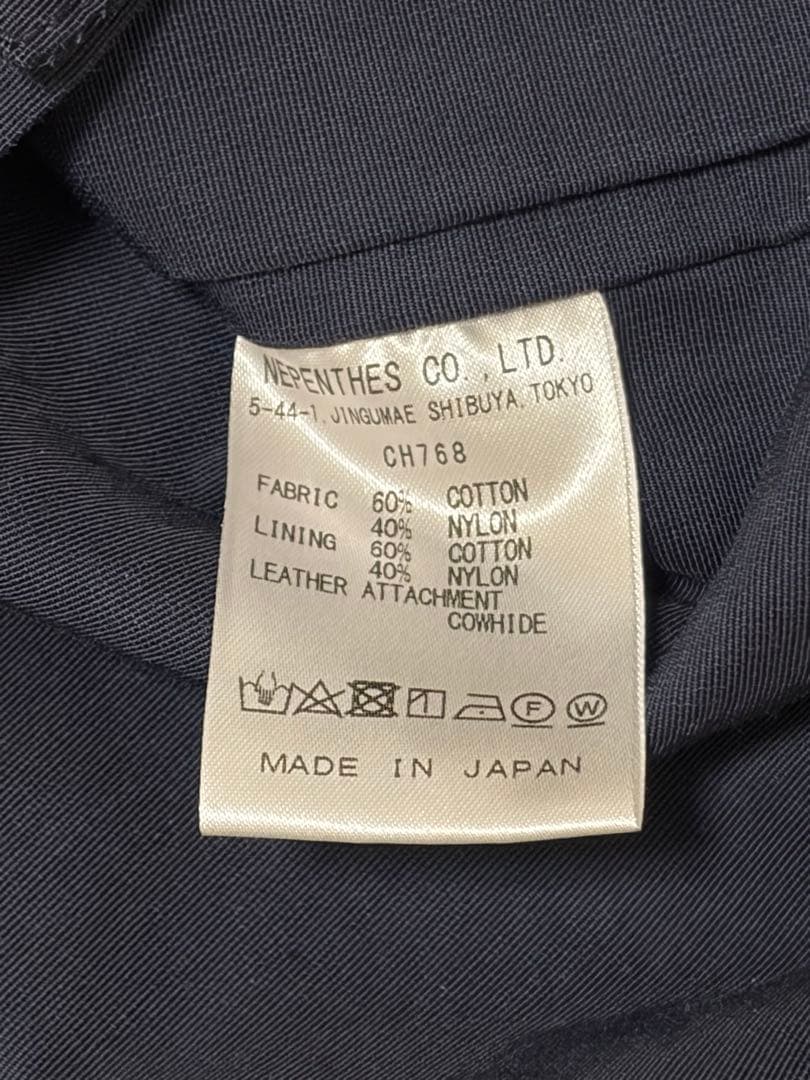 NEPENTHES CO., LTD.
5-44-1, JINGUMAE SHIBUYA, TOKYO
CH768
FABRIC 60% COTTON
40% NYLON
LINING 60% COTTON
40% NYLON
LEATHER ATTACHMENT
COWHIDE
F W
MADE IN JAPAN